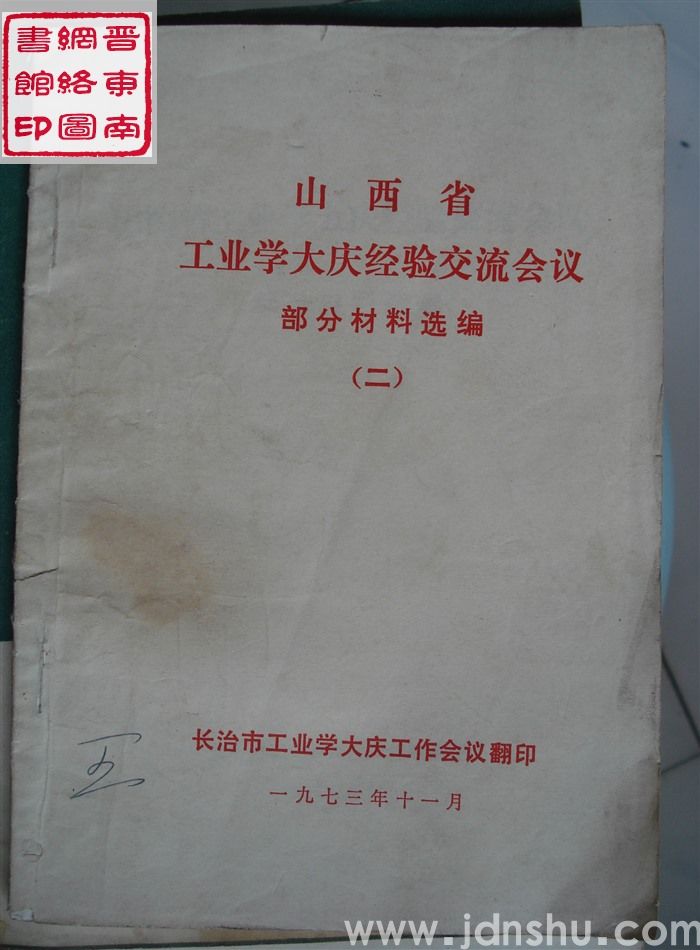 晋东南
網絡圖
書館印
山西省
工业学大庆经验交流会议
部分材料选编
（二）
长治市工业学大庆工作会议翻印
一九七三年十一月
五
www.jdnshu.com